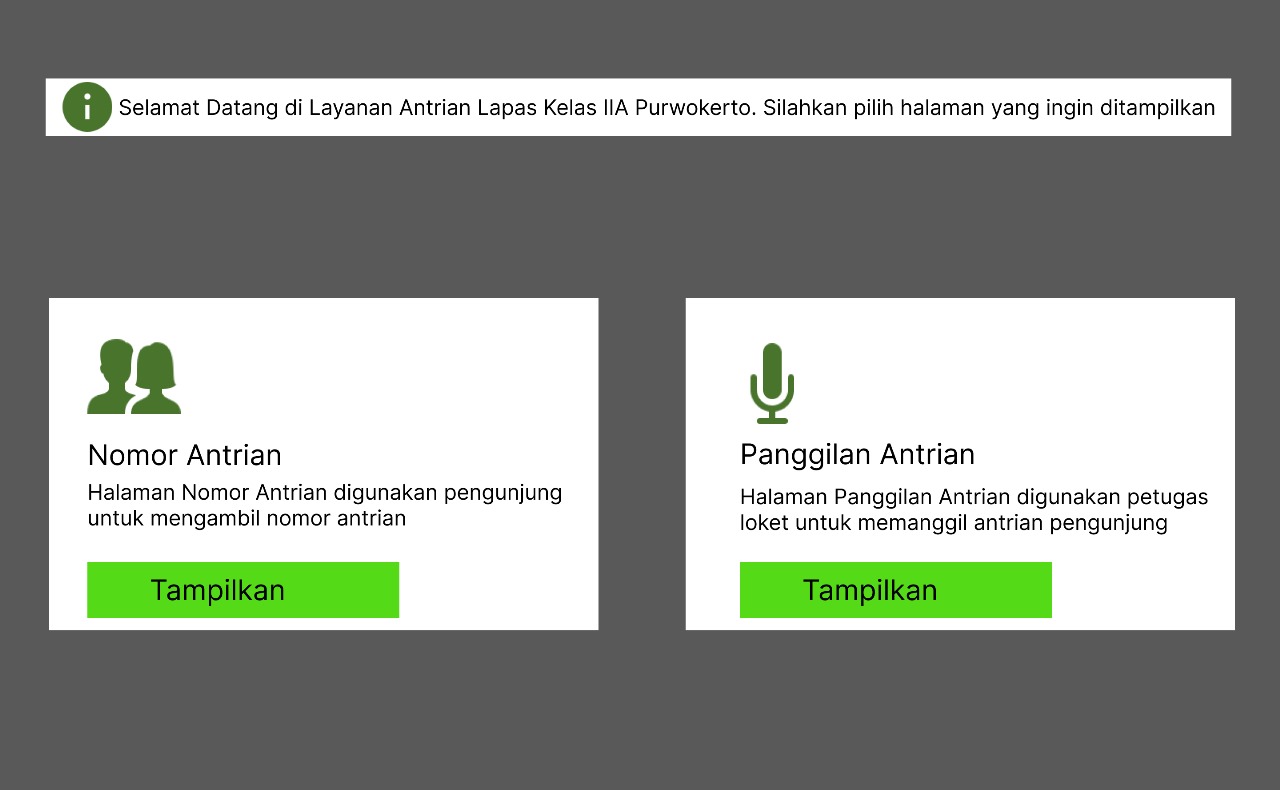 Selamat Datang di Layanan Antrian Lapas Kelas IIA Purwokerto. Silahkan pilih halaman yang ingin ditampilkan
Nomor Antrian
Halaman Nomor Antrian digunakan pengunjung
untuk mengambil nomor antrian
Tampilkan
Panggilan Antrian
Halaman Panggilan Antrian digunakan petugas
loket untuk memanggil antrian pengunjung
Tampilkan